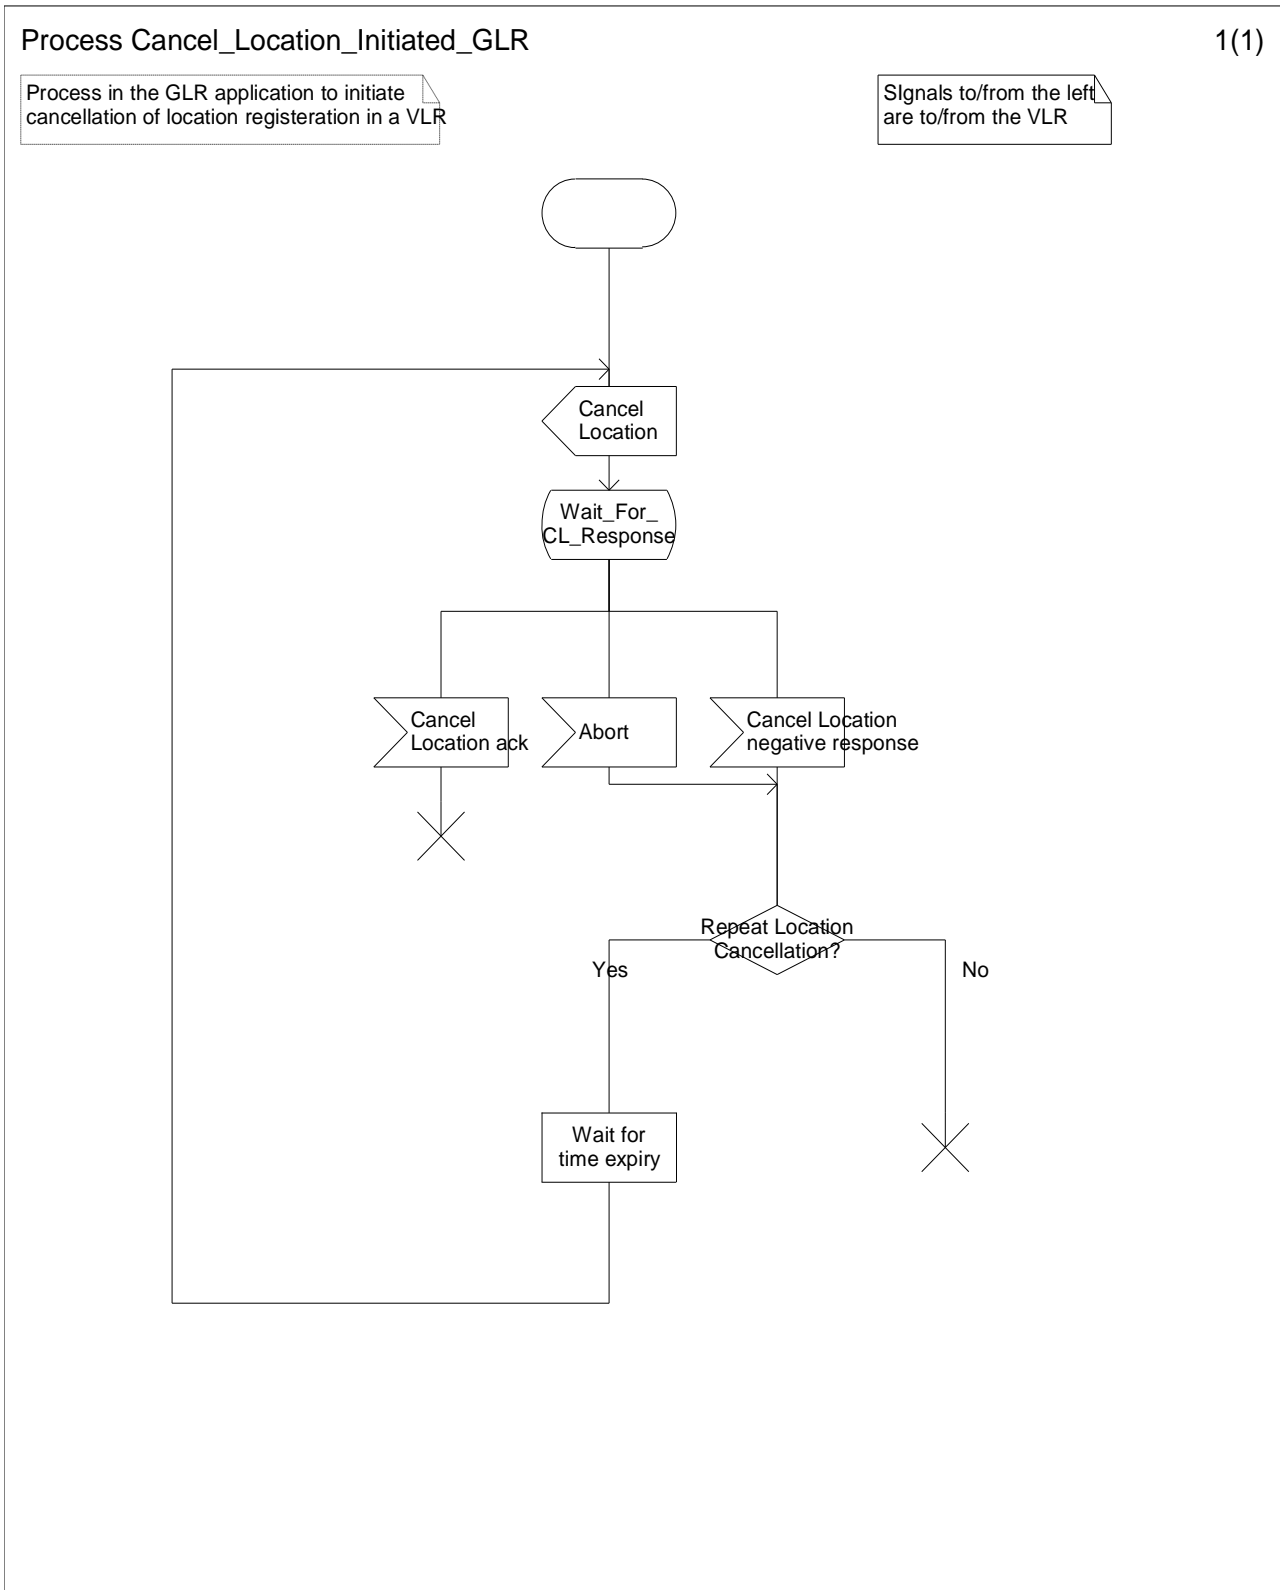 Process Cancel_Location_Initiated_GLR
1(1)
Process in the GLR application to initiate
cancellation of location registeration in a VLR
SIgnals to/from the left
are to/from the VLR
Cancel
Location
Wait_For_
CL_Response
Cancel
Location ack
Abort
Cancel Location
negative response
Repeat Location
Cancellation?
Yes
No
Wait for
time expiry